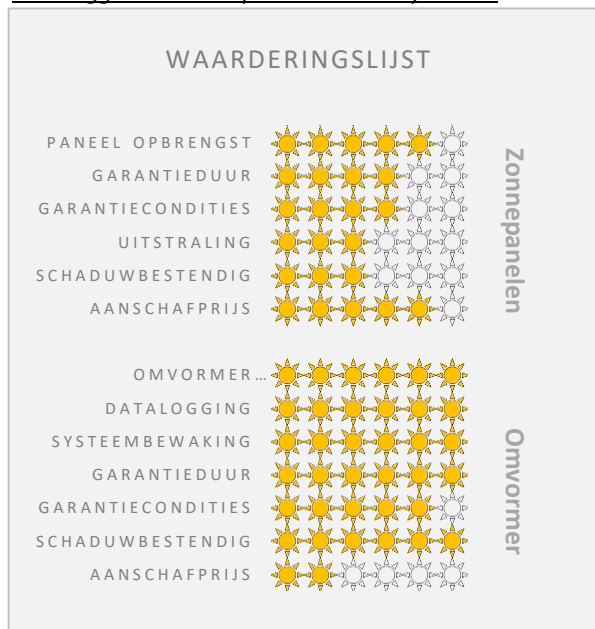 WAARDERINGSLIJST
PANEEL OPBRENGST
GARANTIEDUUR
GARANTIECONDITIES
UITSTRALING
SCHADUWBESTENDIG
AANSCHAFPRIJS
Zonnepanelen
OMVORMER...
DATALOGGING
SYSTEEMBEWAKING
GARANTIEDUUR
GARANTIECONDITIES
SCHADUWBESTENDIG
AANSCHAFPRIJS
Omvormer